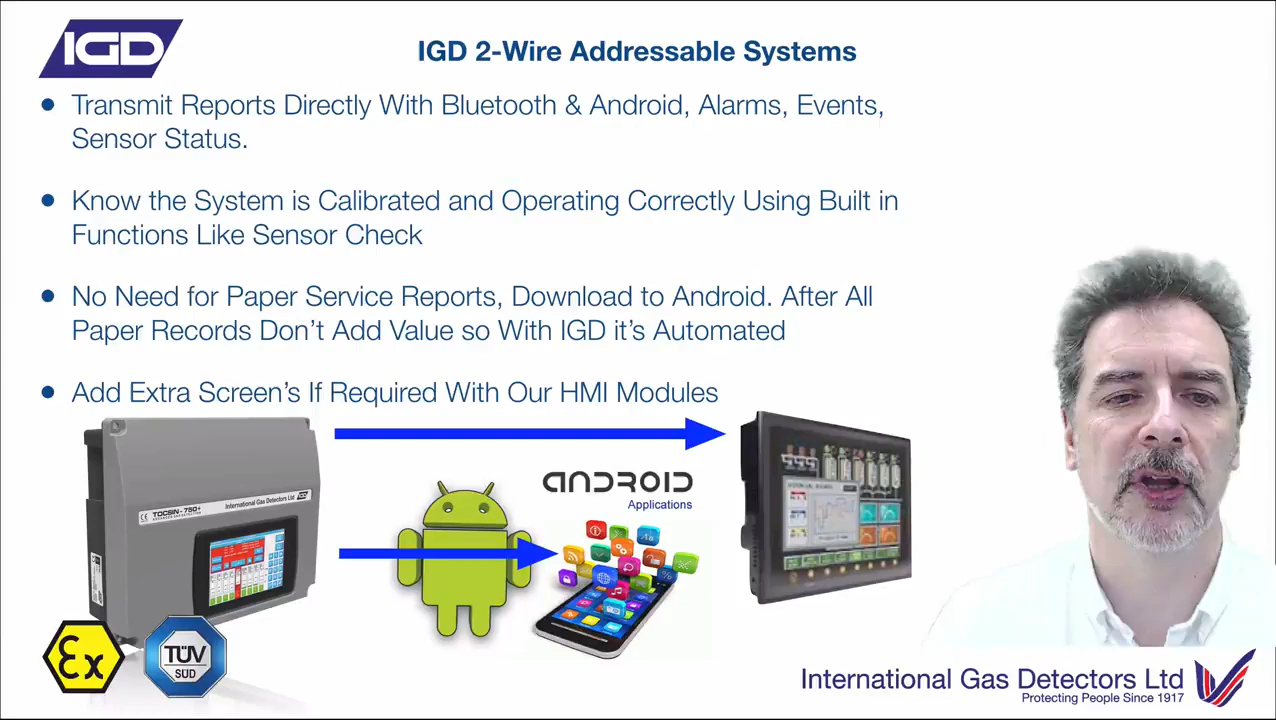 IGD
IGD 2-Wire Addressable Systems
Transmit Reports Directly With Bluetooth & Android, Alarms, Events,
Sensor Status.
Know the System is Calibrated and Operating Correctly Using Built in
Functions Like Sensor Check
No Need for Paper Service Reports, Download to Android. After All
Paper Records Don't Add Value so With IGD it's Automated
Add Extra Screen's If Required With Our HMI Modules
International Gas Detectors Ltd IGD
CE TOCSIN-750+
ANDROID
Applications
Ex
TÜV
SÜD
International Gas Detectors Ltd
Protecting People Since 1917